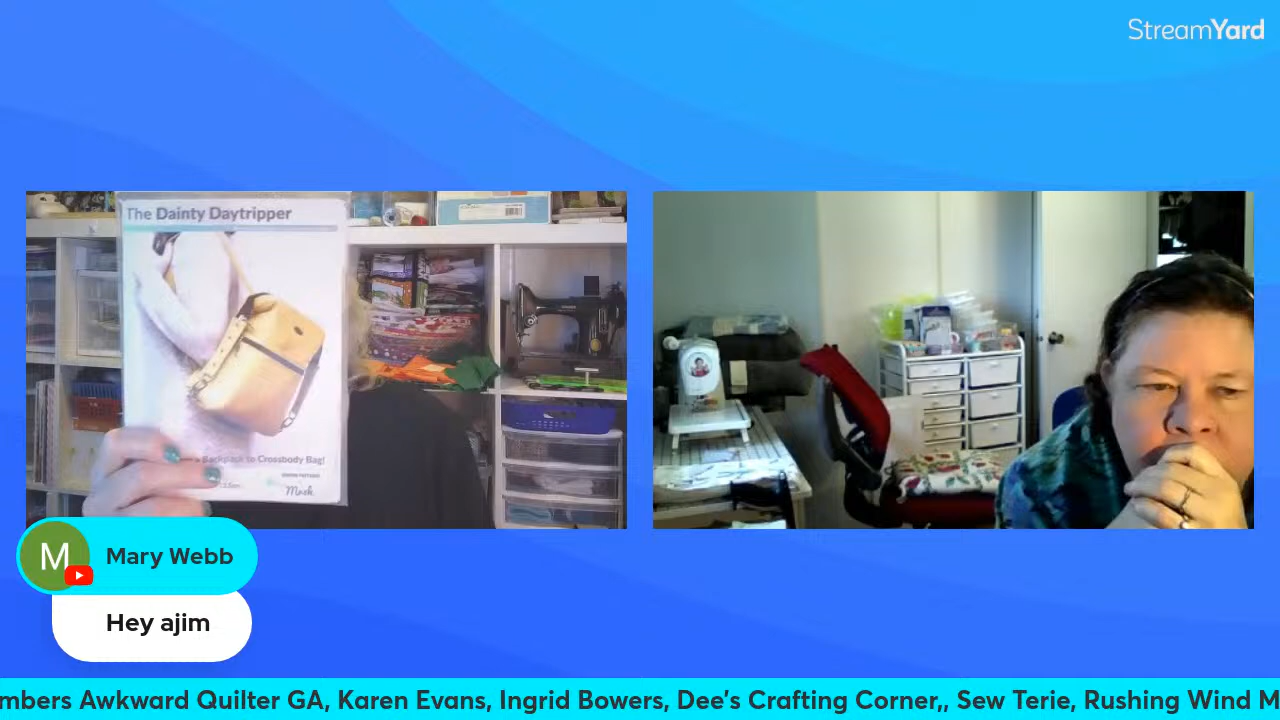 StreamYard
The Dainty Daytripper
Backpack to Crossbody Bag!
Mrsk
M
Mary Webb
Hey ajim
mbers Awkward Quilter GA, Karen Evans, Ingrid Bowers, Dee's Crafting Corner,, Sew Terie, Rushing Wind M